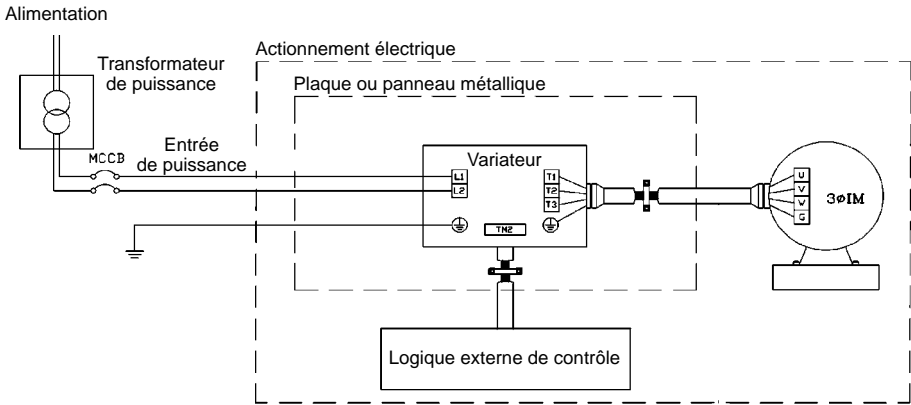 Alimentation
Actionnement électrique
Transformateur
de puissance
Plaque ou panneau métallique
MCCB
Entrée
de puissance
Variateur
L1
L2
T1
T2
T3
TM2
U
V
W
G
3øIM
Logique externe de contrôle